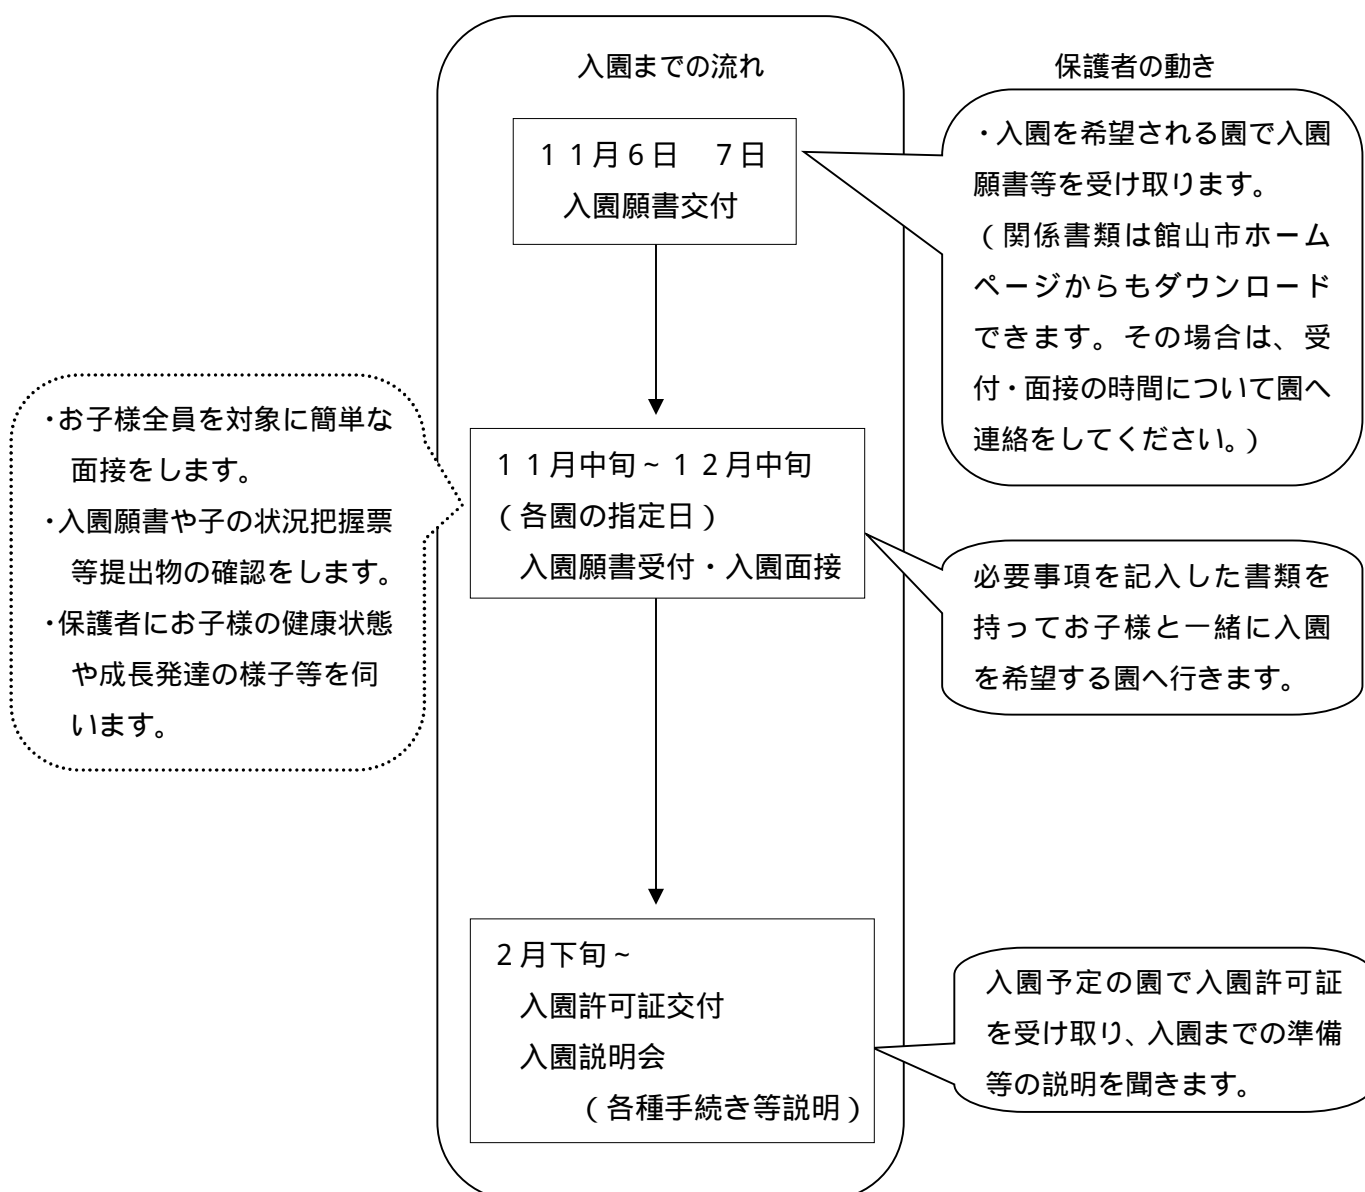 入園までの流れ
保護者の動き
11月6日　7日
入園願書交付
・入園を希望される園で入園
願書等を受け取ります。
(関係書類は館山市ホーム
ページからもダウンロード
できます。その場合は、受
付・面接の時間について園へ
連絡をしてください。)
・お子様全員を対象に簡単な
面接をします。
・入園願書や子の状況把握票
等提出物の確認をします。
・保護者にお子様の健康状態
や成長発達の様子等を伺
います。
11月中旬~12月中旬
(各園の指定日)
入園願書受付・入園面接
必要事項を記入した書類を
持ってお子様と一緒に入園
を希望する園へ行きます。
2月下旬~
入園許可証交付
入園説明会
(各種手続き等説明)
入園予定の園で入園許可証
を受け取り、入園までの準備
等の説明を聞きます。